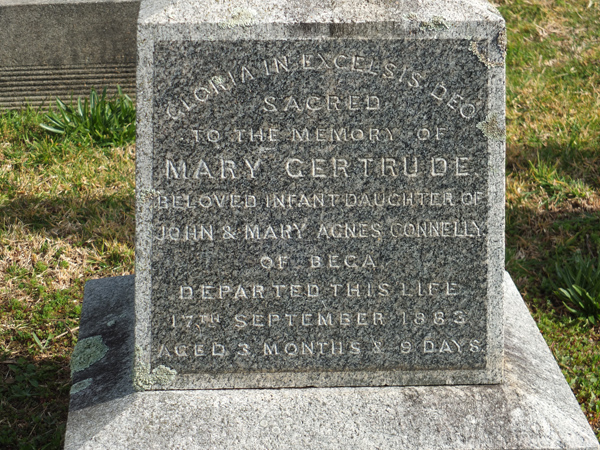 GLORIA IN EXCELSIS DEO
SACRED
TO THE MEMORY OF
MARY GERTRUDE.
BELOVED INFANT DAUGHTER OF
JOHN & MARY AGNES CONNELLY
OF BEGA.
DEPARTED THIS LIFE
17TH SEPTEMBER 1883
AGED 3 MONTHS & 9 DAYS